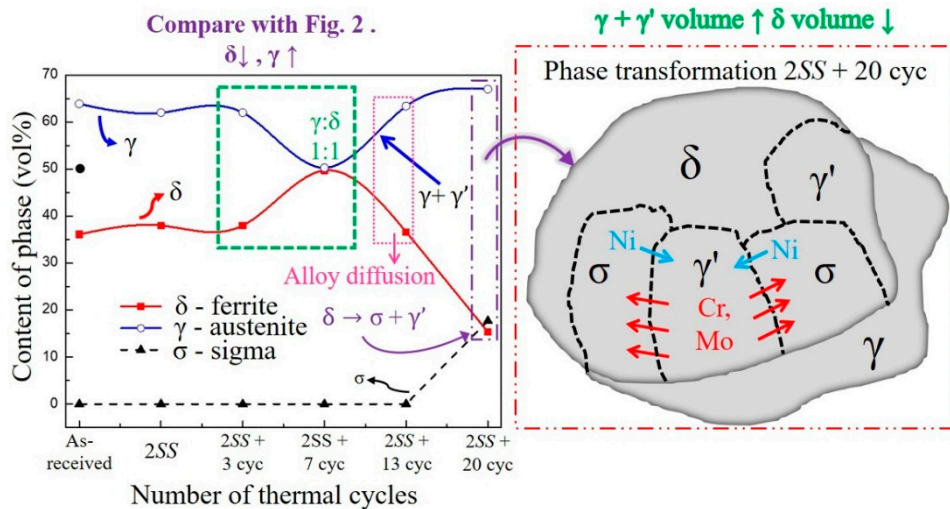 Compare with Fig. 2 .
δ↓ , γ ↑
γ + γ' volume ↑ δ volume ↓
Content of phase (vol%)
70
60
50
40
30
20
10
0
γ
δ
γ:δ
1:1
γ+ γ'
Alloy diffusion
δ - ferrite
γ - austenite
σ - sigma
δ → σ + γ'
σ
As-
received
2SS
2SS +
3 cyc
2SS +
7 cyc
2SS +
13 cyc
2SS +
20 cyc
Number of thermal cycles
Phase transformation 2SS + 20 cyc
δ
γ'
Ni
Ni
σ
γ'
σ
Cr,
Mo
γ